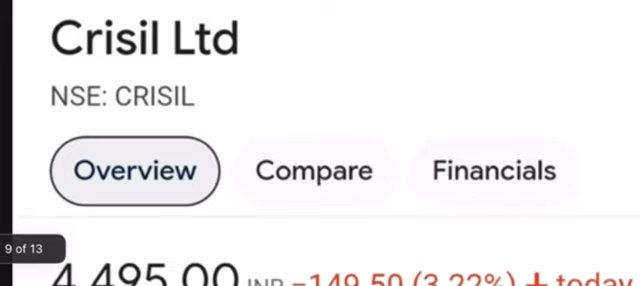 Crisil Ltd
NSE: CRISIL
Overview Compare Financials
9 of 13
4,495.00 INR −149.50 (3.22%) ↓ today